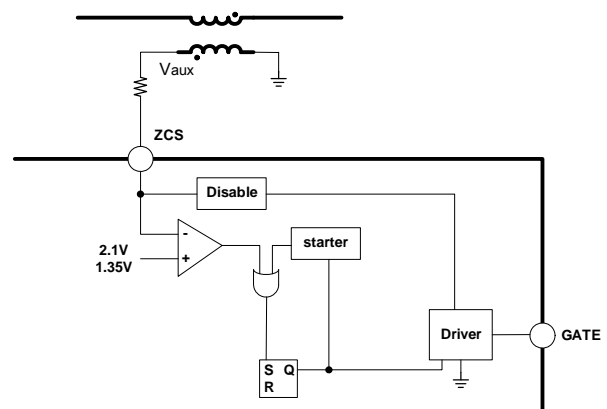 Vaux
ZCS
Disable
-
2.1V
1.35V
+
starter
Driver
GATE
S Q
R